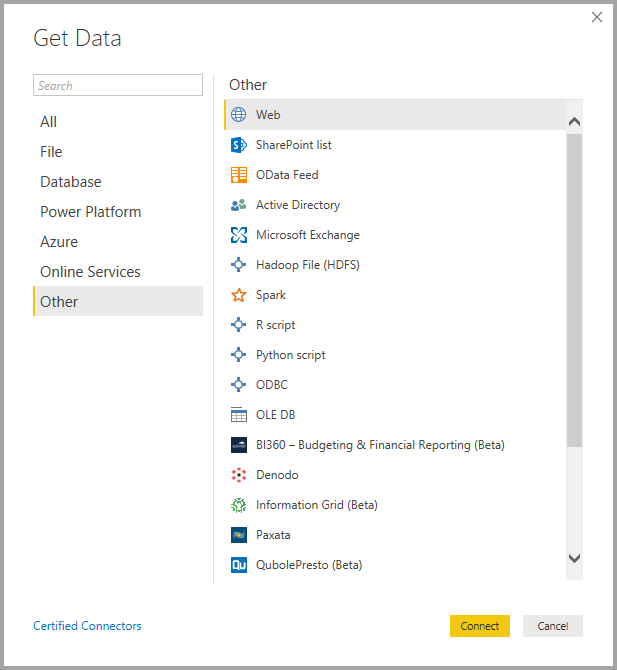 Get Data
Search
All
File
Database
Power Platform
Azure
Online Services
Other
Other
Web
SharePoint list
OData Feed
Active Directory
Microsoft Exchange
Hadoop File (HDFS)
Spark
R script
Python script
ODBC
OLE DB
BI360 – Budgeting & Financial Reporting (Beta)
Denodo
Information Grid (Beta)
Paxata
QubolePresto (Beta)
Certified Connectors
Connect
Cancel